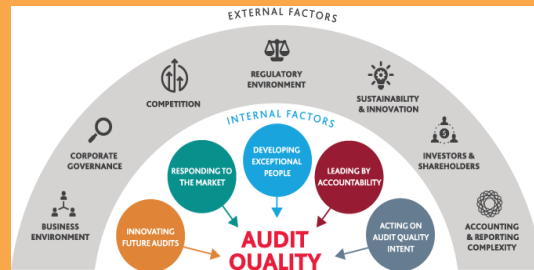 EXTERNAL FACTORS
REGULATORY
ENVIRONMENT
COMPETITION
SUSTAINABILITY
& INNOVATION
CORPORATE
GOVERNANCE
INVESTORS &
SHAREHOLDERS
BUSINESS
ENVIRONMENT
ACCOUNTING
& REPORTING
COMPLEXITY
INTERNAL FACTORS
INNOVATING
FUTURE AUDITS
RESPONDING TO
THE MARKET
DEVELOPING
EXCEPTIONAL
PEOPLE
LEADING BY
ACCOUNTABILITY
ACTING ON
AUDIT QUALITY
INTENT
AUDIT
QUALITY